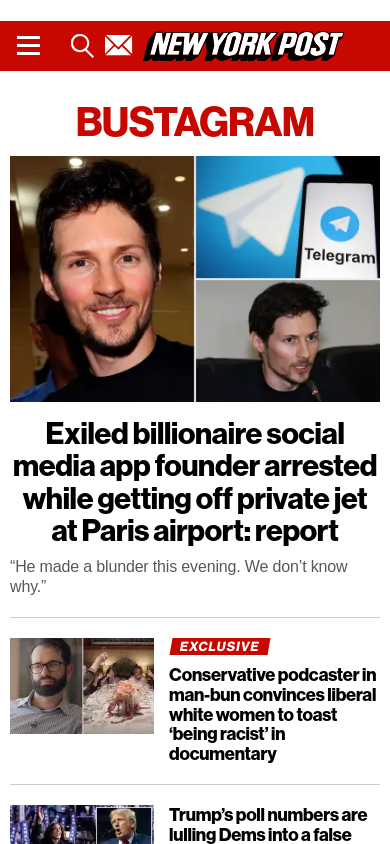 NEW YORK POST
BUSTAGRAM
Telegram
Exiled billionaire social
media app founder arrested
while getting off private jet
at Paris airport: report
“He made a blunder this evening. We don’t know
why.”
EXCLUSIVE
Conservative podcaster in
man-bun convinces liberal
white women to toast
‘being racist’ in
documentary
Trump’s poll numbers are
lulling Dems into a false